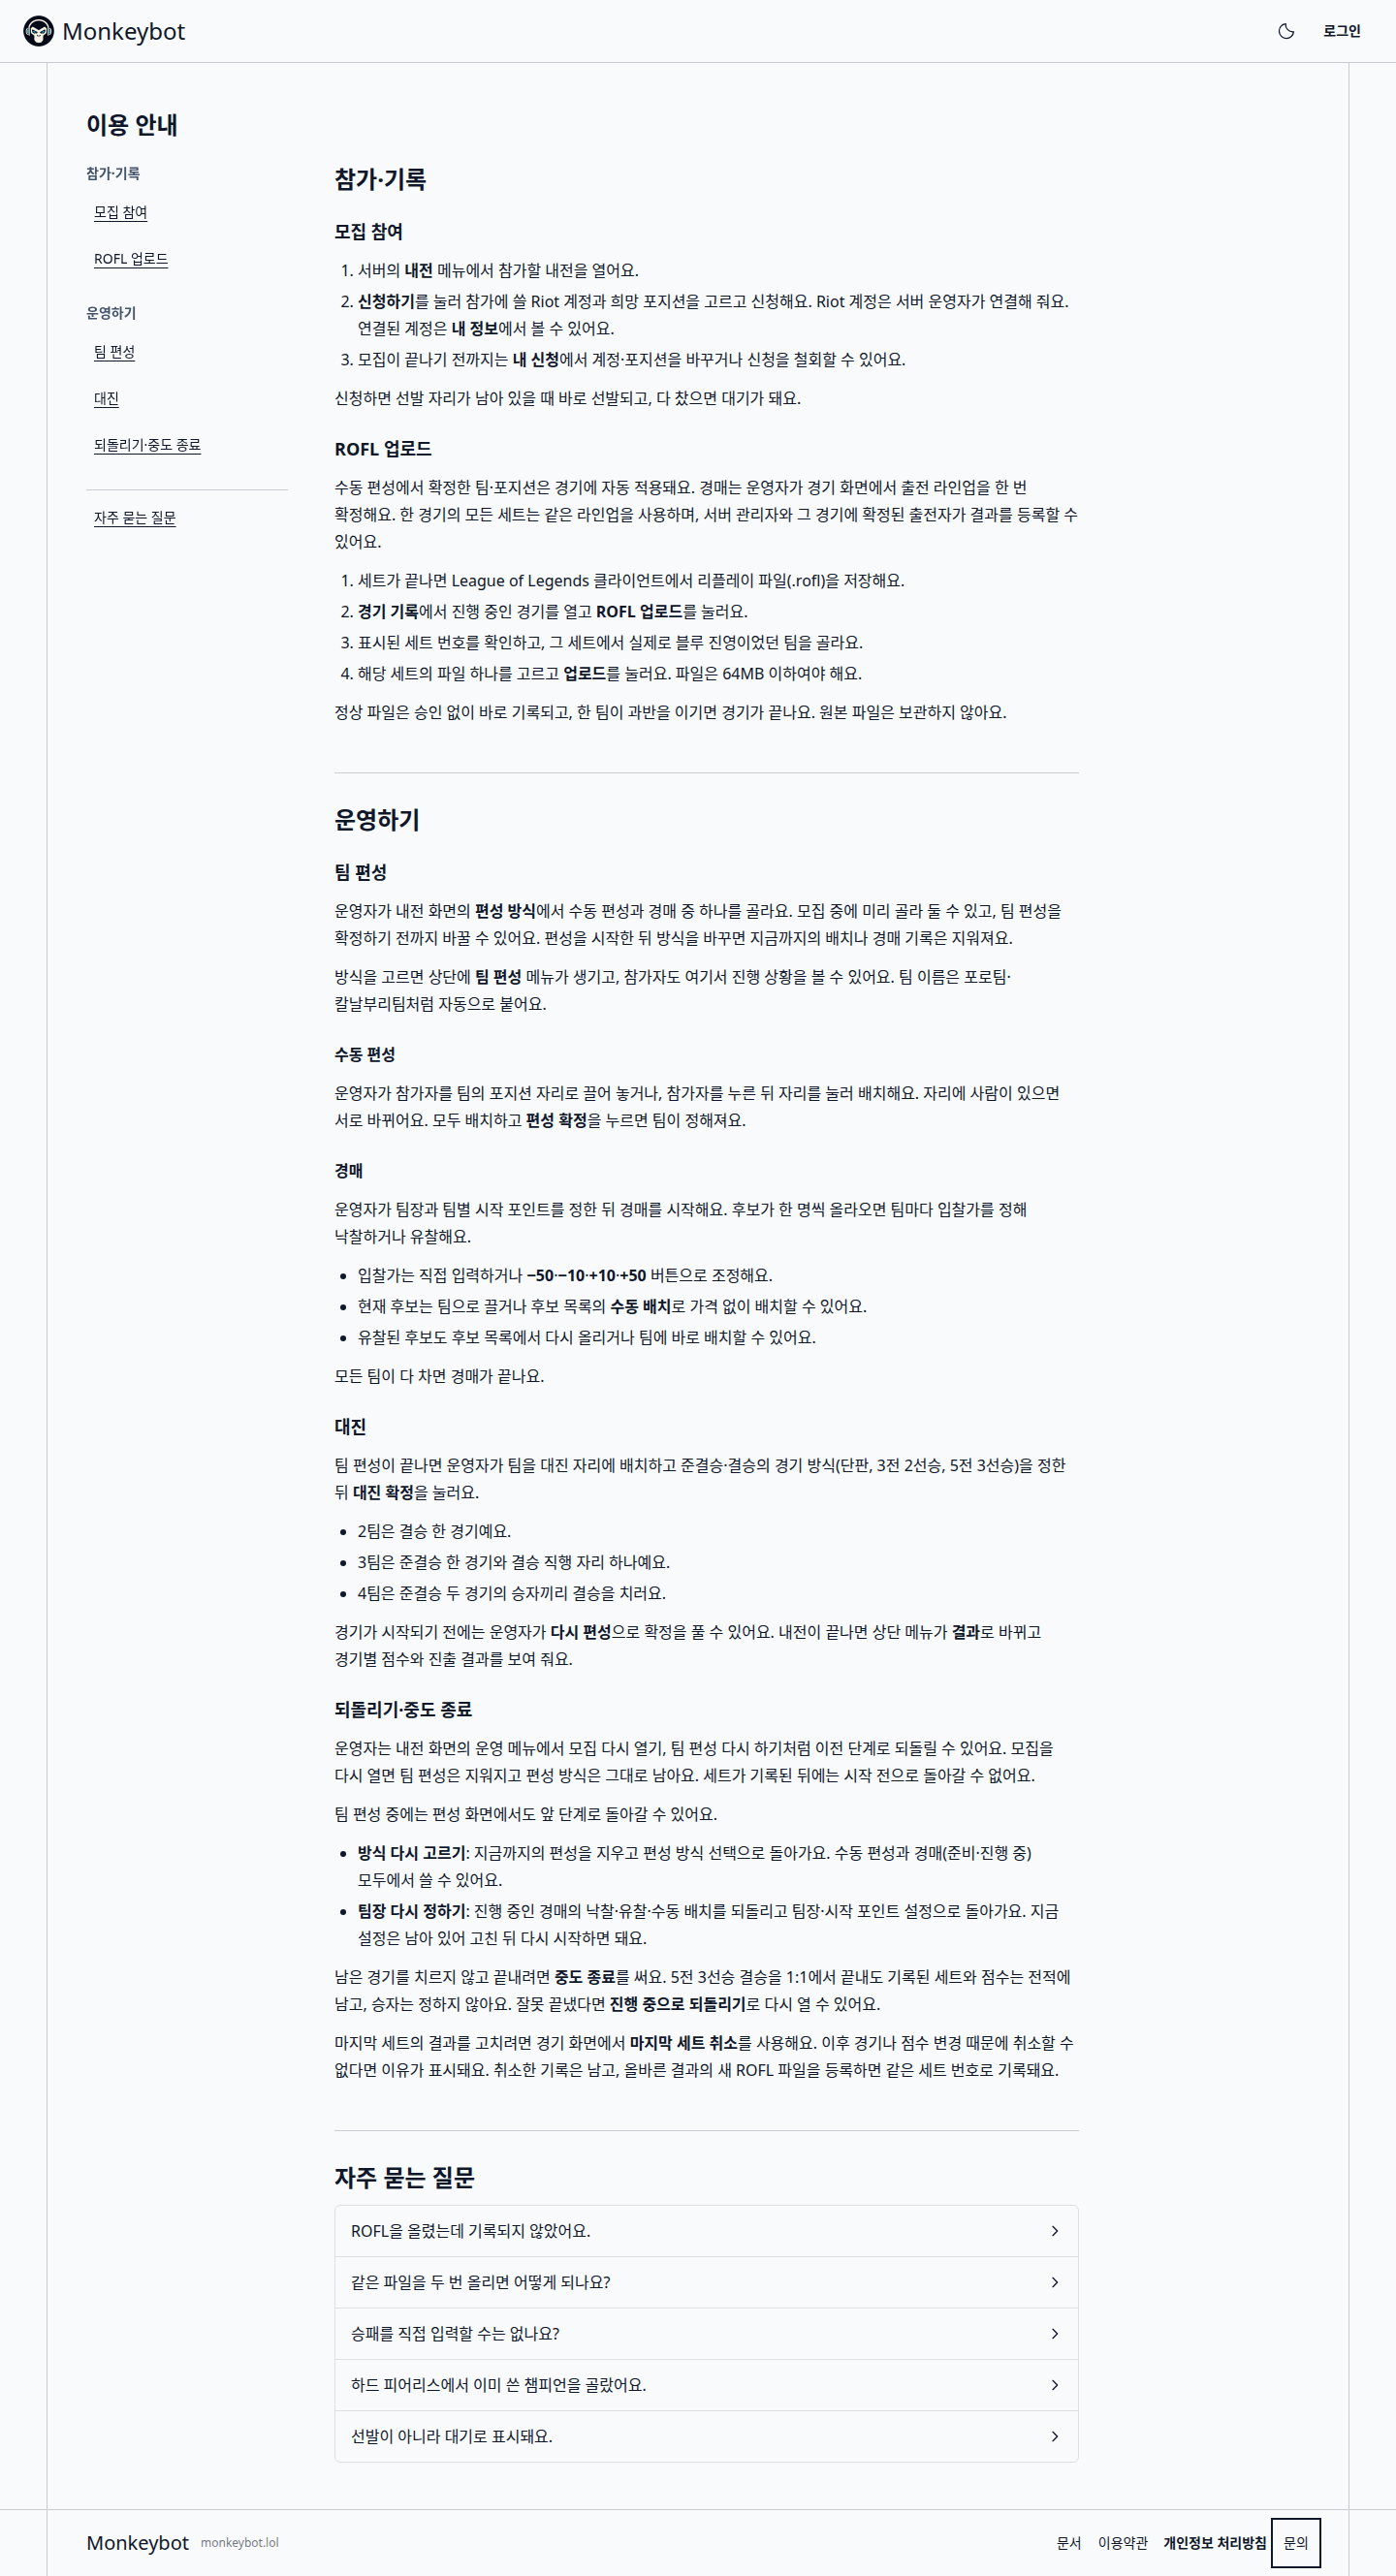 Monkeybot
로그인
이용 안내
참가·기록
모집 참여
ROFL 업로드
운영하기
팀 편성
대진
되돌리기·중도 종료
자주 묻는 질문
참가·기록
모집 참여
1. 서버의 내전 메뉴에서 참가할 내전을 열어요.
2. 신청하기를 눌러 참가에 쓸 Riot 계정과 희망 포지션을 고르고 신청해요. Riot 계정은 서버 운영자가 연결해 줘요.
연결된 계정은 내 정보에서 볼 수 있어요.
3. 모집이 끝나기 전까지는 내 신청에서 계정·포지션을 바꾸거나 신청을 철회할 수 있어요.
신청하면 선발 자리가 남아 있을 때 바로 선발되고, 다 찼으면 대기가 돼요.
ROFL 업로드
수동 편성에서 확정한 팀·포지션은 경기에 자동 적용돼요. 경매는 운영자가 경기 화면에서 출전 라인업을 한 번
확정해요. 한 경기의 모든 세트는 같은 라인업을 사용하며, 서버 관리자와 그 경기에 확정된 출전자가 결과를 등록할 수
있어요.
1. 세트가 끝나면 League of Legends 클라이언트에서 리플레이 파일(.rofl)을 저장해요.
2. 경기 기록에서 진행 중인 경기를 열고 ROFL 업로드를 눌러요.
3. 표시된 세트 번호를 확인하고, 그 세트에서 실제로 블루 진영이었던 팀을 골라요.
4. 해당 세트의 파일 하나를 고르고 업로드를 눌러요. 파일은 64MB 이하여야 해요.
정상 파일은 승인 없이 바로 기록되고, 한 팀이 과반을 이기면 경기가 끝나요. 원본 파일은 보관하지 않아요.
운영하기
팀 편성
운영자가 내전 화면의 편성 방식에서 수동 편성과 경매 중 하나를 골라요. 모집 중에 미리 골라 둘 수 있고, 팀 편성을
확정하기 전까지 바꿀 수 있어요. 편성을 시작한 뒤 방식을 바꾸면 지금까지의 배치나 경매 기록은 지워져요.
방식을 고르면 상단에 팀 편성 메뉴가 생기고, 참가자도 여기서 진행 상황을 볼 수 있어요. 팀 이름은 포로팀·
칼날부리팀처럼 자동으로 붙어요.
수동 편성
운영자가 참가자를 팀의 포지션 자리로 끌어 놓거나, 참가자를 누른 뒤 자리를 눌러 배치해요. 자리에 사람이 있으면
서로 바뀌어요. 모두 배치하고 편성 확정을 누르면 팀이 정해져요.
경매
운영자가 팀장과 팀별 시작 포인트를 정한 뒤 경매를 시작해요. 후보가 한 명씩 올라오면 팀마다 입찰가를 정해
낙찰하거나 유찰해요.
• 입찰가는 직접 입력하거나 −50·−10·+10·+50 버튼으로 조정해요.
• 현재 후보는 팀으로 끌거나 후보 목록의 수동 배치로 가격 없이 배치할 수 있어요.
• 유찰된 후보도 후보 목록에서 다시 올리거나 팀에 바로 배치할 수 있어요.
모든 팀이 다 차면 경매가 끝나요.
대진
팀 편성이 끝나면 운영자가 팀을 대진 자리에 배치하고 준결승·결승의 경기 방식(단판, 3전 2선승, 5전 3선승)을 정한
뒤 대진 확정을 눌러요.
• 2팀은 결승 한 경기예요.
• 3팀은 준결승 한 경기와 결승 직행 자리 하나예요.
• 4팀은 준결승 두 경기의 승자끼리 결승을 치러요.
경기가 시작되기 전에는 운영자가 다시 편성으로 확정을 풀 수 있어요. 내전이 끝나면 상단 메뉴가 결과로 바뀌고
경기별 점수와 진출 결과를 보여 줘요.
되돌리기·중도 종료
운영자는 내전 화면의 운영 메뉴에서 모집 다시 열기, 팀 편성 다시 하기처럼 이전 단계로 되돌릴 수 있어요. 모집을
다시 열면 팀 편성은 지워지고 편성 방식은 그대로 남아요. 세트가 기록된 뒤에는 시작 전으로 돌아갈 수 없어요.
팀 편성 중에는 편성 화면에서도 앞 단계로 돌아갈 수 있어요.
• 방식 다시 고르기: 지금까지의 편성을 지우고 편성 방식 선택으로 돌아가요. 수동 편성과 경매(준비·진행 중)
모두에서 쓸 수 있어요.
• 팀장 다시 정하기: 진행 중인 경매의 낙찰·유찰·수동 배치를 되돌리고 팀장·시작 포인트 설정으로 돌아가요. 지금
설정은 남아 있어 고친 뒤 다시 시작하면 돼요.
남은 경기를 치르지 않고 끝내려면 중도 종료를 써요. 5전 3선승 결승을 1:1에서 끝내도 기록된 세트와 점수는 전적에
남고, 승자는 정하지 않아요. 잘못 끝냈다면 진행 중으로 되돌리기로 다시 열 수 있어요.
마지막 세트의 결과를 고치려면 경기 화면에서 마지막 세트 취소를 사용해요. 이후 경기나 점수 변경 때문에 취소할 수
없다면 이유가 표시돼요. 취소한 기록은 남고, 올바른 결과의 새 ROFL 파일을 등록하면 같은 세트 번호로 기록돼요.
자주 묻는 질문
ROFL을 올렸는데 기록되지 않았어요.
같은 파일을 두 번 올리면 어떻게 되나요?
승패를 직접 입력할 수는 없나요?
하드 피어리스에서 이미 쓴 챔피언을 골랐어요.
선발이 아니라 대기로 표시돼요.
Monkeybot monkeybot.lol
문서 이용약관 개인정보 처리방침 문의